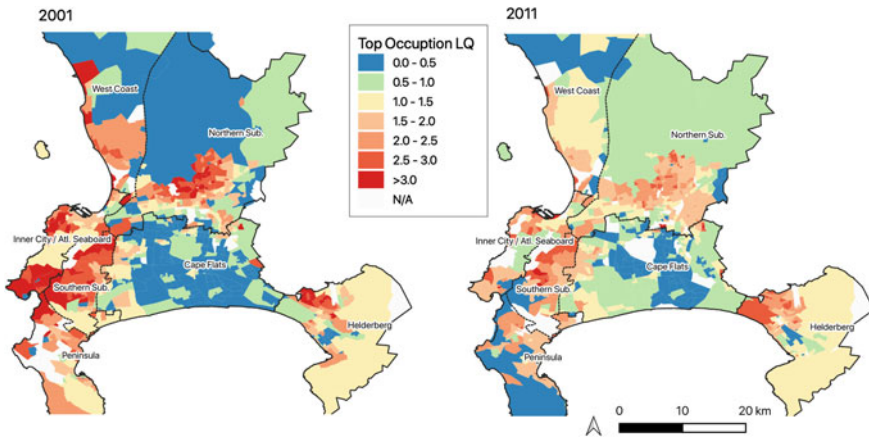 2001
2011
Top Occuption LQ
0.0 - 0.5
0.5 - 1.0
1.0 - 1.5
1.5 - 2.0
2.0 - 2.5
2.5 - 3.0
>3.0
N/A
West Coast
Northern Sub.
Inner City / Atl. Seaboard
Cape Flats
Southern Sub.
Helderberg
Peninsula
West Coast
Northern Sub.
Inner City / Atl. Seaboard
Cape Flats
Southern Sub.
Helderberg
Peninsula
0 10 20 km